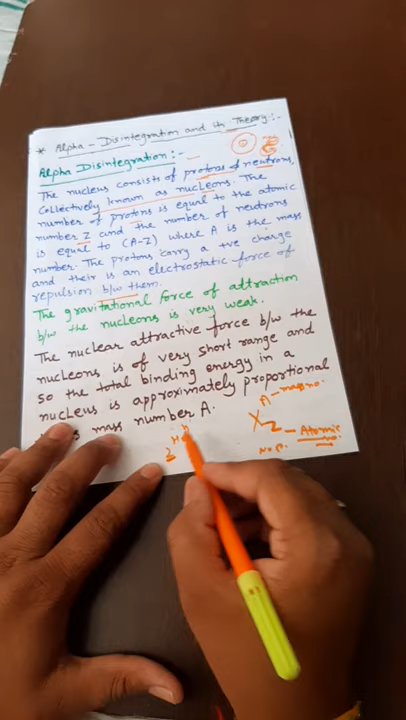 * Alpha - Disintegration and its Theory:-
Alpha Disintegration:-
The nucleus consists of protons & neutrons,
Collectively known as nucleons. The
number of protons is equal to the atomic
number Z and the number of neutrons
is equal to (A-Z) where A is the mass
number. The protons carry a +ve charge
and their is an electrostatic force of
repulsion b/w them.
The gravitational force of attraction
b/w the nucleons is very weak.
The nuclear attractive force b/w the
nucleons is of very short range and
so the total binding energy in a
nucleus is approximately proportional
mass number A.
A - mass no.
X
Z - Atomic
No P.
2 H